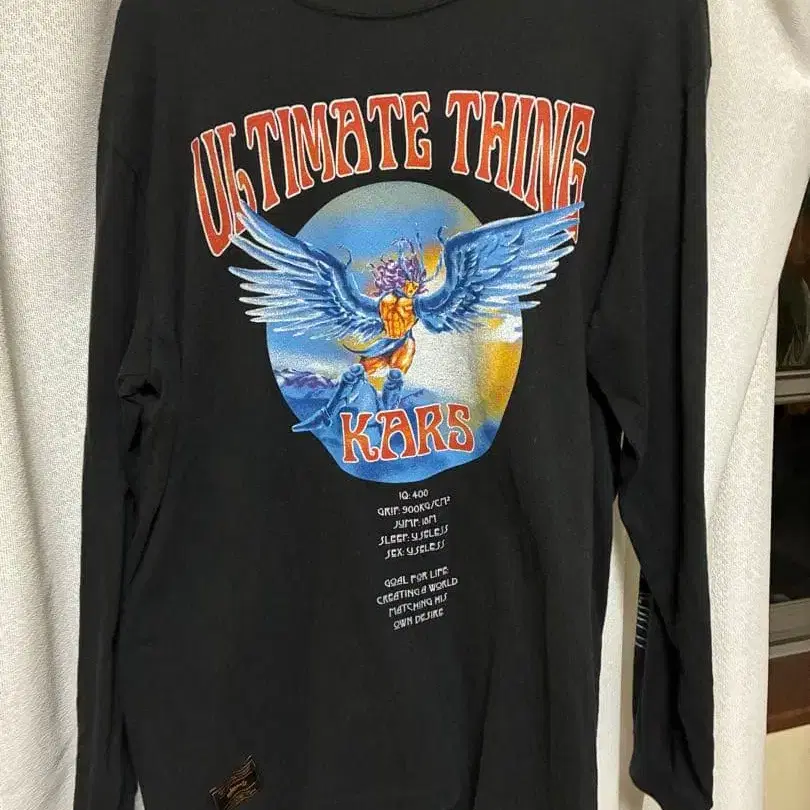 ULTIMATE THING
KARS
IQ: 400
GRIP: 900KG/CM²
JUMP: 18M
SLEEP: USELESS
SEX: USELESS
GOAL FOR LIFE:
CREATING A WORLD
MATCHING HIS
OWN DESIRE